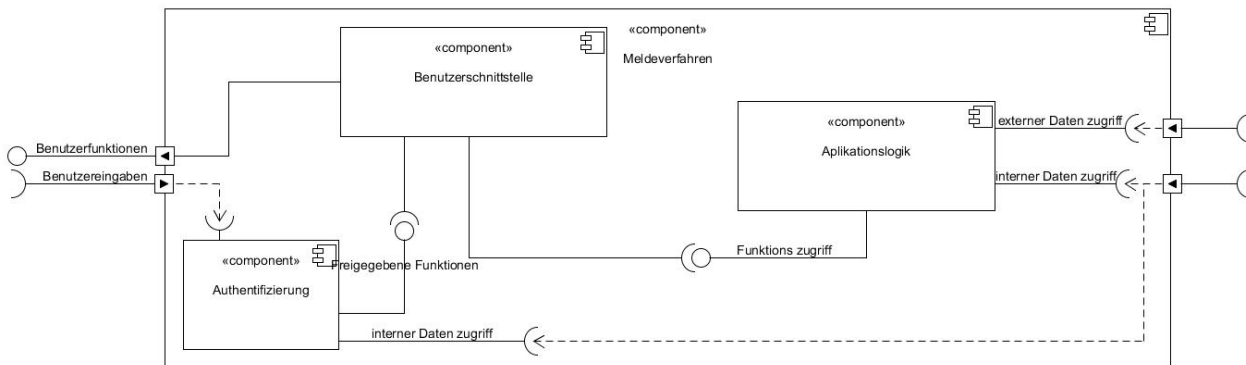 «component»
Meldeverfahren
«component»
Benutzerschnittstelle
«component»
Aplikationslogik
externer Daten zugriff
interner Daten zugriff
Benutzerfunktionen
Benutzereingaben
Funktions zugriff
«component»
Authentifizierung
Freigegebene Funktionen
interner Daten zugriff